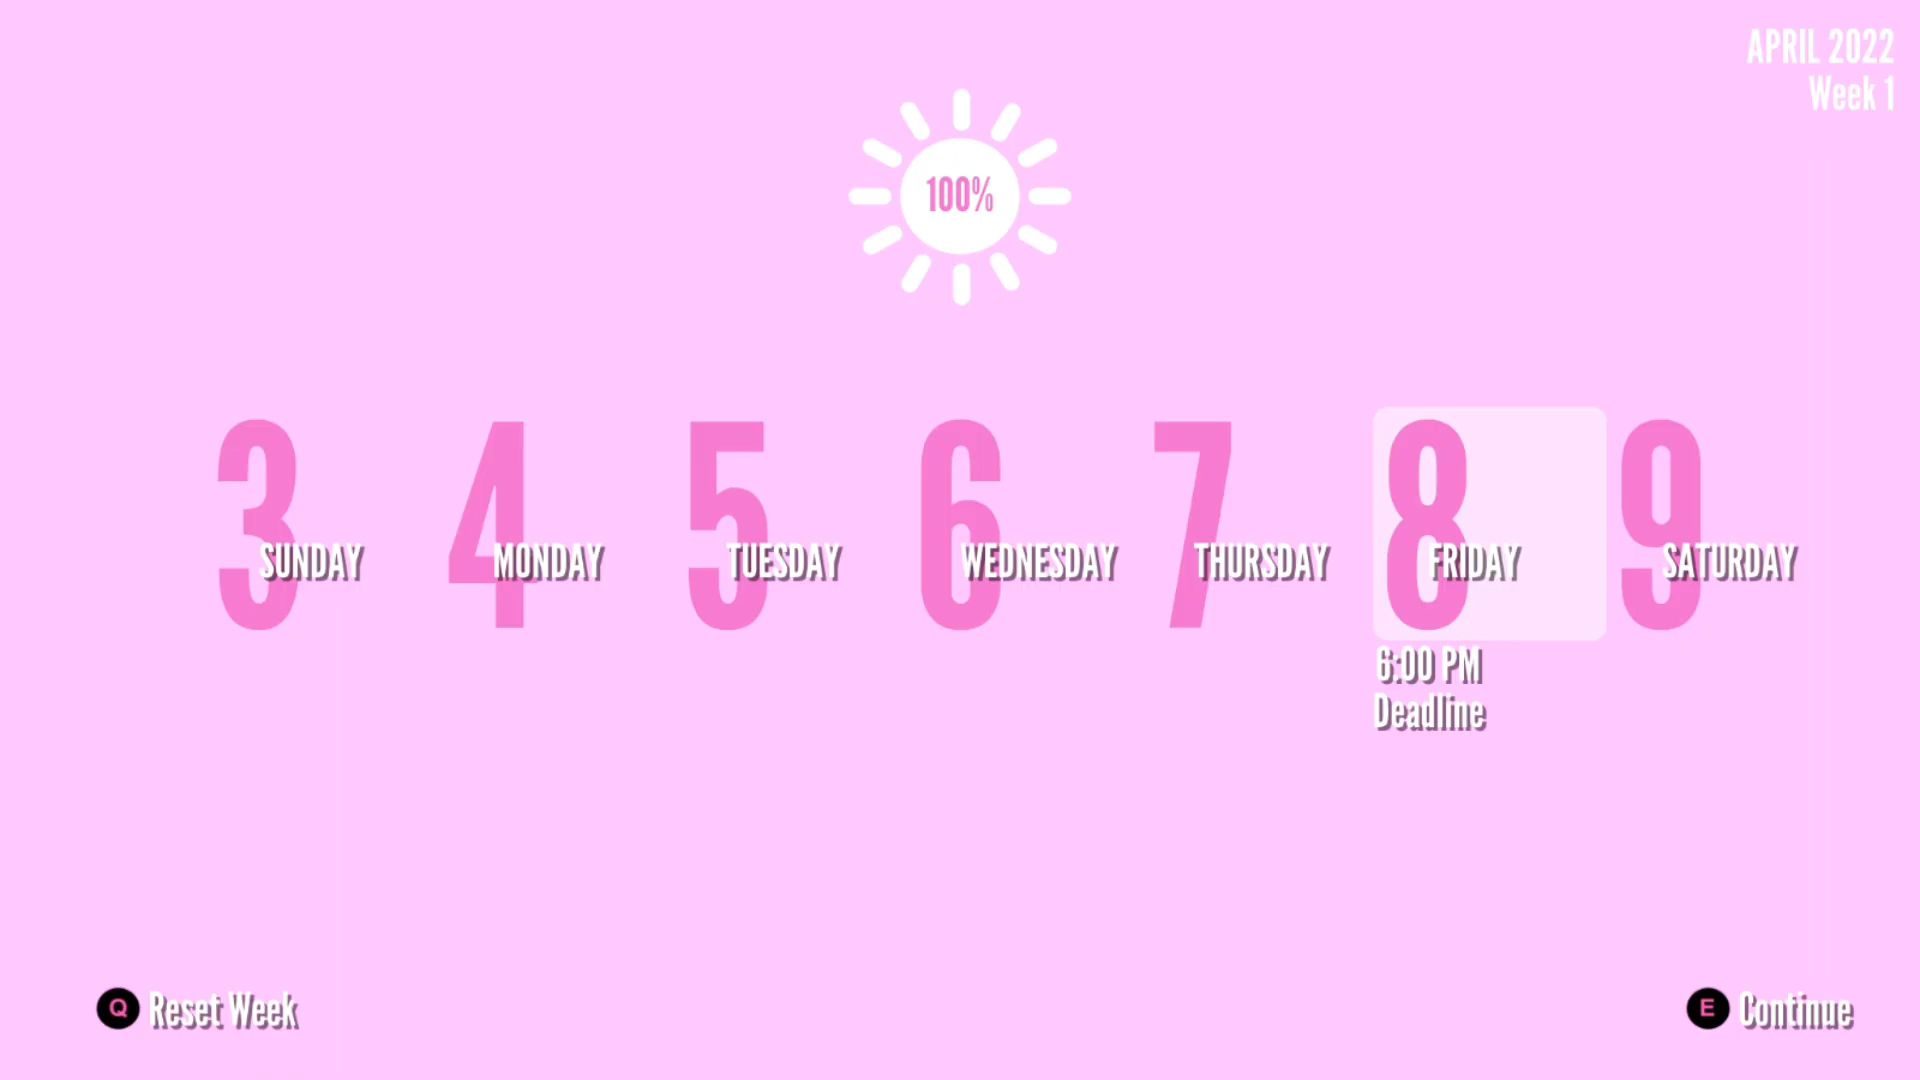 APRIL 2022
Week 1
100%
3 4 5 6 7 8 9
SUNDAY MONDAY TUESDAY WEDNESDAY THURSDAY FRIDAY SATURDAY
6:00 PM
Deadline
Q Reset Week
E Continue